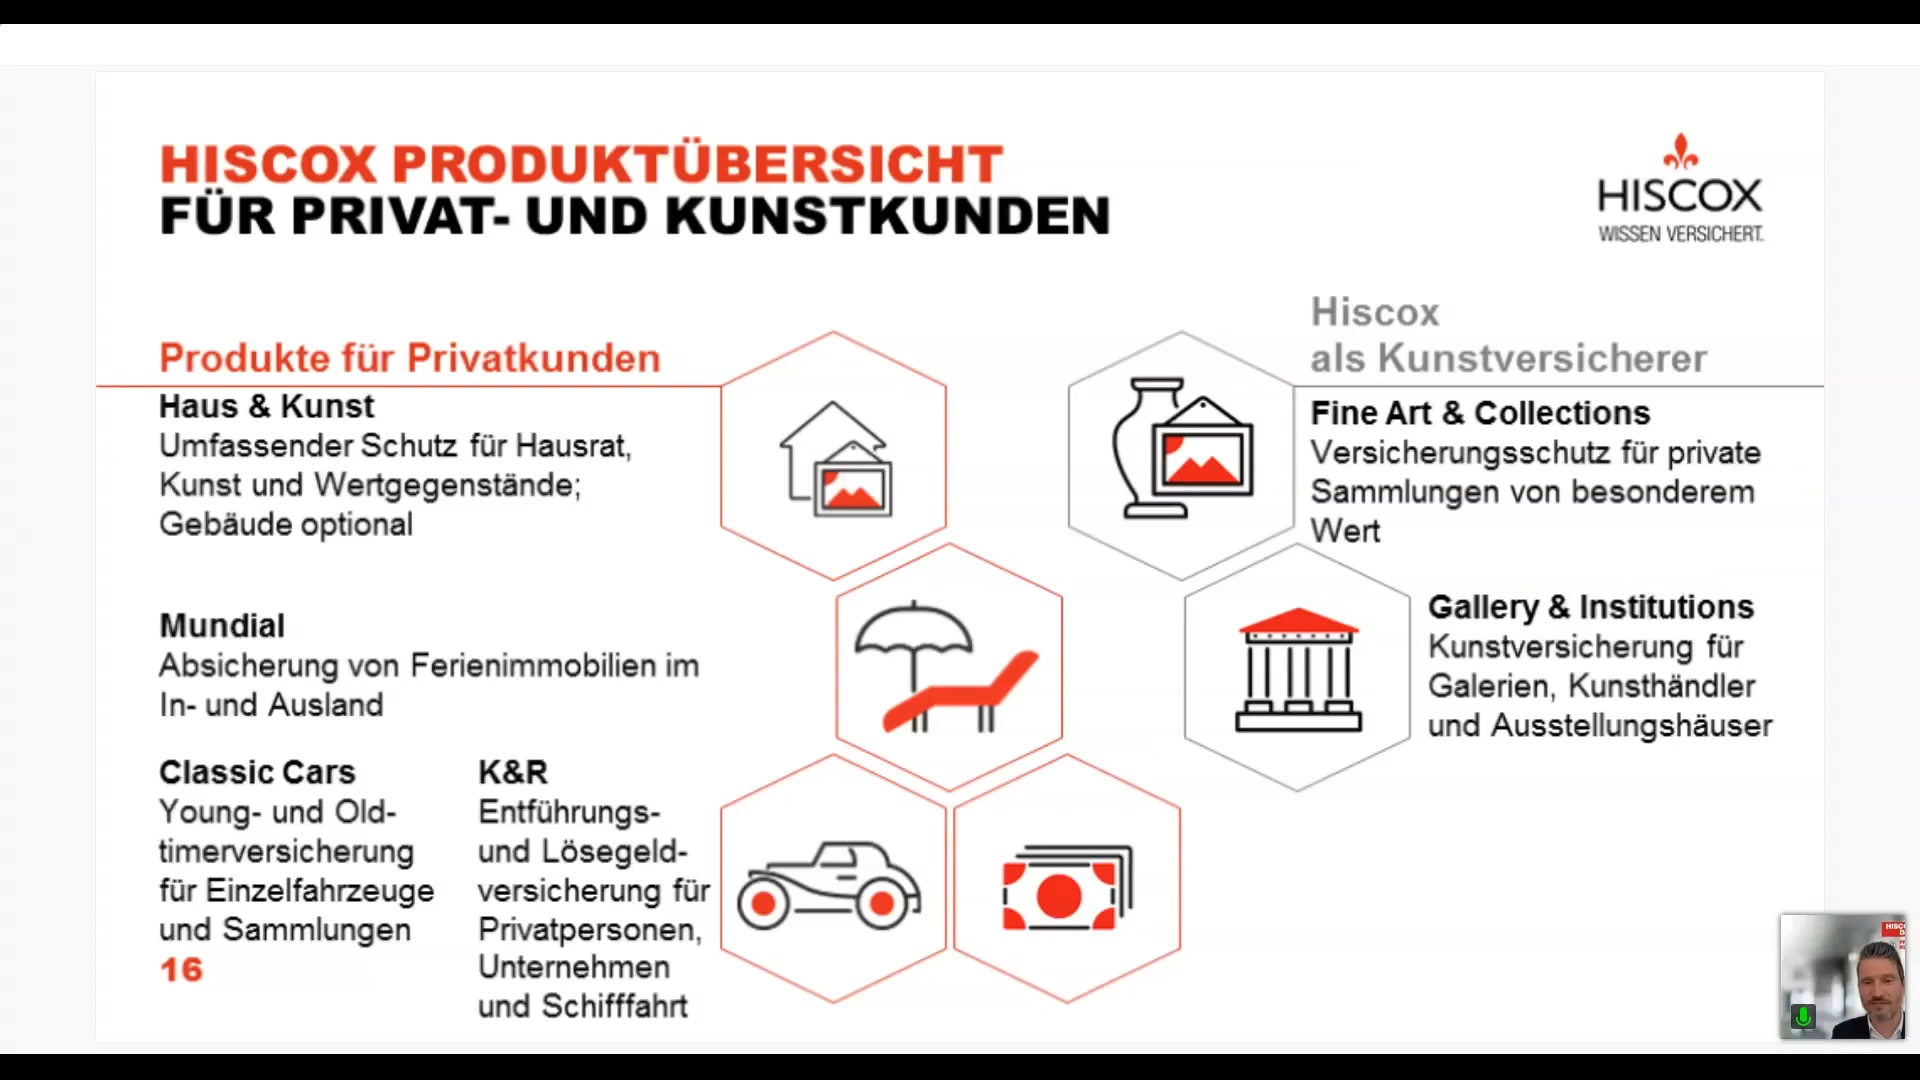 HISCOX PRODUKTÜBERSICHT
FÜR PRIVAT- UND KUNSTKUNDEN
HISCOX
WISSEN VERSICHERT.
Produkte für Privatkunden
Haus & Kunst
Umfassender Schutz für Hausrat,
Kunst und Wertgegenstände;
Gebäude optional
Mundial
Absicherung von Ferienimmobilien im
In- und Ausland
Classic Cars
Young- und Old-
timerversicherung
für Einzelfahrzeuge
und Sammlungen
16
K&R
Entführungs-
und Lösegeld-
versicherung für
Privatpersonen,
Unternehmen
und Schifffahrt
Hiscox
als Kunstversicherer
Fine Art & Collections
Versicherungsschutz für private
Sammlungen von besonderem
Wert
Gallery & Institutions
Kunstversicherung für
Galerien, Kunsthändler
und Ausstellungshäuser